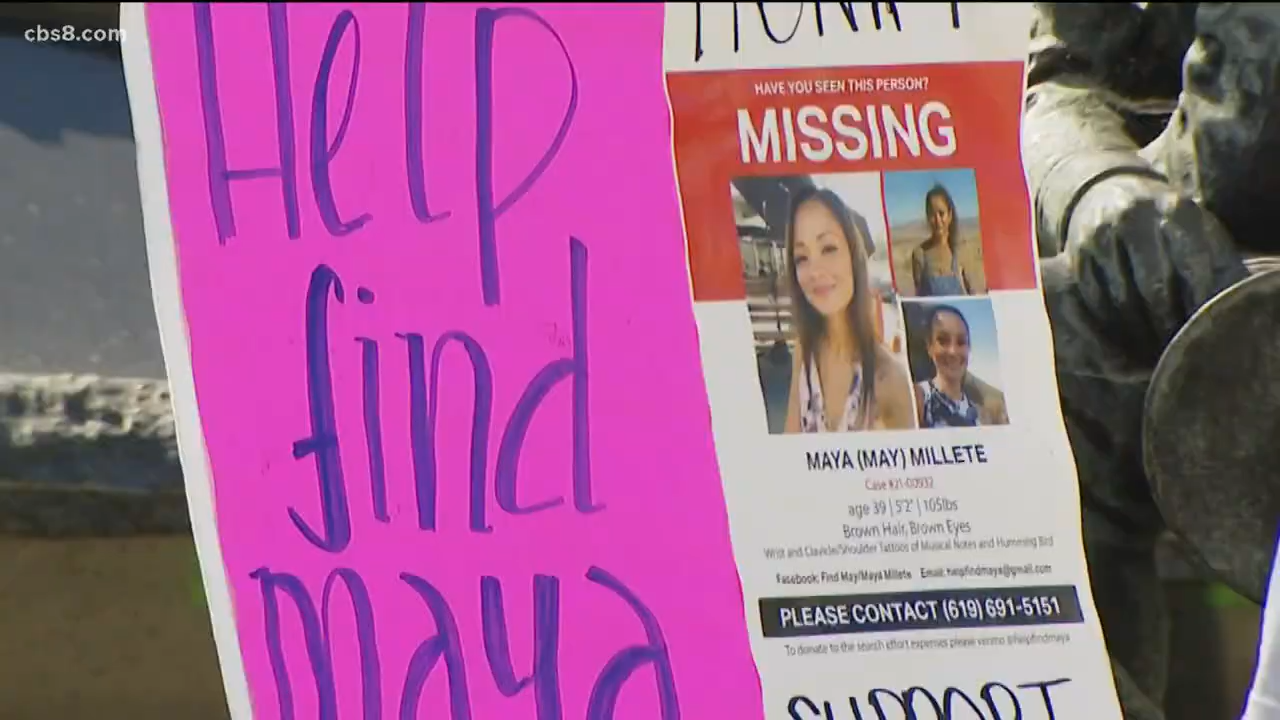 cbs8.com
Help
find
maya
HAVE YOU SEEN THIS PERSON?
MISSING
MAYA (MAY) MILLETE
Case #21-00932
age 39 | 5'2" | 105lbs
Brown Hair, Brown Eyes
Wrist and Clavicle/Shoulder Tattoos of Musical Notes and Humming Bird
Facebook: Find May/Maya Millete Email: helpfindmaya@gmail.com
PLEASE CONTACT (619) 691-5151
To donate to the search effort expenses please venmo @helpfindmaya
SUPPORT